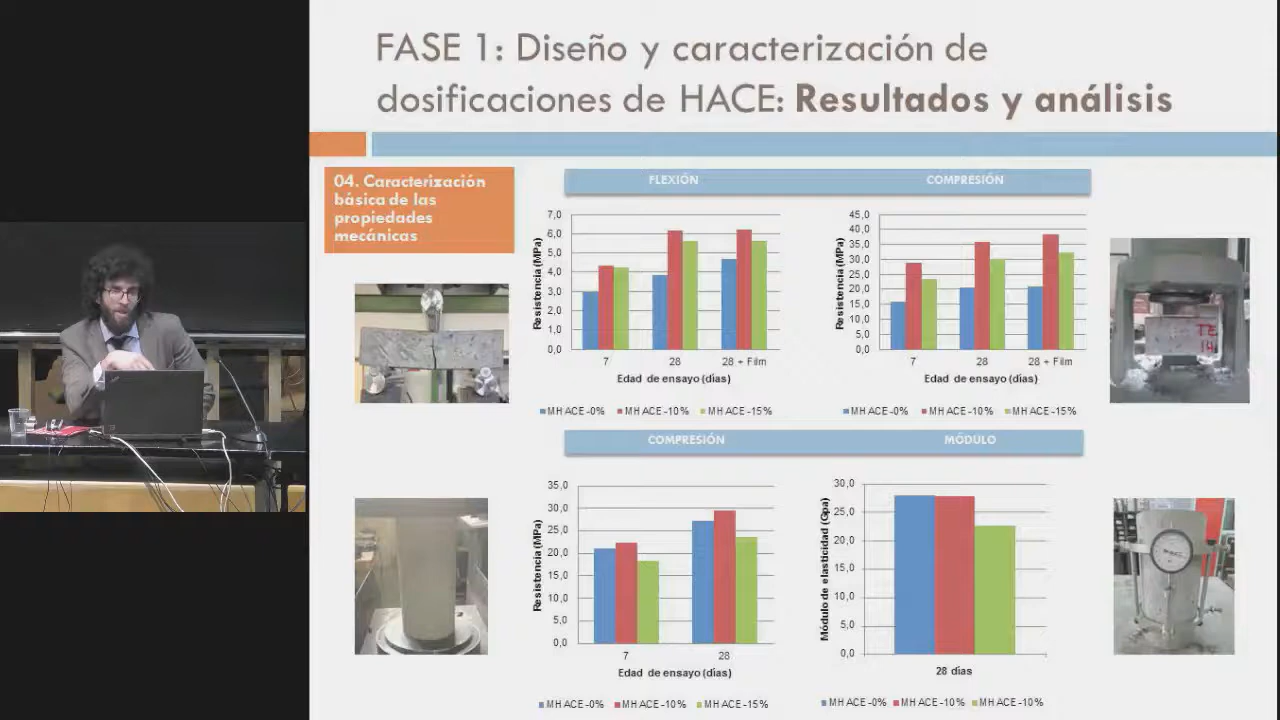 FASE 1: Diseño y caracterización de
dosificaciones de HACE: Resultados y análisis
04. Caracterización
básica de las
propiedades
mecánicas
FLEXIÓN
COMPRESIÓN
Resistencia (MPa)
7,0
6,0
5,0
4,0
3,0
2,0
1,0
0,0
7
28
28 + Film
Edad de ensayo (días)
MHACE-0%
MHACE-10%
MHACE-15%
Resistencia (MPa)
45,0
40,0
35,0
30,0
25,0
20,0
15,0
10,0
5,0
0,0
7
28
28 + Film
Edad de ensayo (días)
MHACE-0%
MHACE-10%
MHACE-15%
TE
COMPRESIÓN
MÓDULO
Resistencia (MPa)
35,0
30,0
25,0
20,0
15,0
10,0
5,0
0,0
7
28
Edad de ensayo (días)
MHACE-0%
MHACE-10%
MHACE-15%
Módulo de elasticidad (Gpa)
30,0
25,0
20,0
15,0
10,0
5,0
0,0
28 días
MHACE-0%
MHACE-10%
MHACE-15%